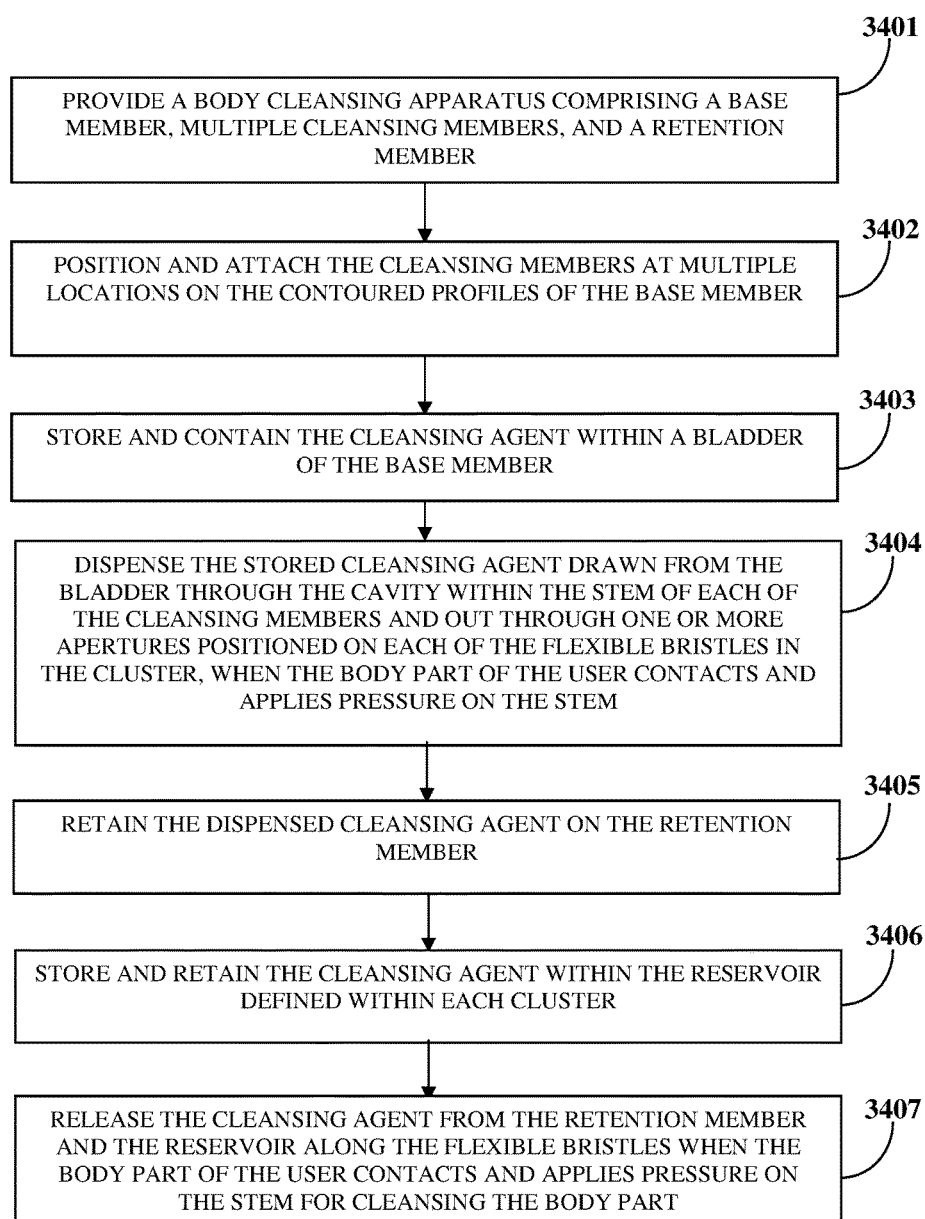 3401
PROVIDE A BODY CLEANSING APPARATUS COMPRISING A BASE
MEMBER, MULTIPLE CLEANSING MEMBERS, AND A RETENTION
MEMBER
3402
POSITION AND ATTACH THE CLEANSING MEMBERS AT MULTIPLE
LOCATIONS ON THE CONTOURED PROFILES OF THE BASE MEMBER
3403
STORE AND CONTAIN THE CLEANSING AGENT WITHIN A BLADDER
OF THE BASE MEMBER
3404
DISPENSE THE STORED CLEANSING AGENT DRAWN FROM THE
BLADDER THROUGH THE CAVITY WITHIN THE STEM OF EACH OF
THE CLEANSING MEMBERS AND OUT THROUGH ONE OR MORE
APERTURES POSITIONED ON EACH OF THE FLEXIBLE BRISTLES IN
THE CLUSTER, WHEN THE BODY PART OF THE USER CONTACTS AND
APPLIES PRESSURE ON THE STEM
3405
RETAIN THE DISPENSED CLEANSING AGENT ON THE RETENTION
MEMBER
3406
STORE AND RETAIN THE CLEANSING AGENT WITHIN THE RESERVOIR
DEFINED WITHIN EACH CLUSTER
3407
RELEASE THE CLEANSING AGENT FROM THE RETENTION MEMBER
AND THE RESERVOIR ALONG THE FLEXIBLE BRISTLES WHEN THE
BODY PART OF THE USER CONTACTS AND APPLIES PRESSURE ON
THE STEM FOR CLEANSING THE BODY PART